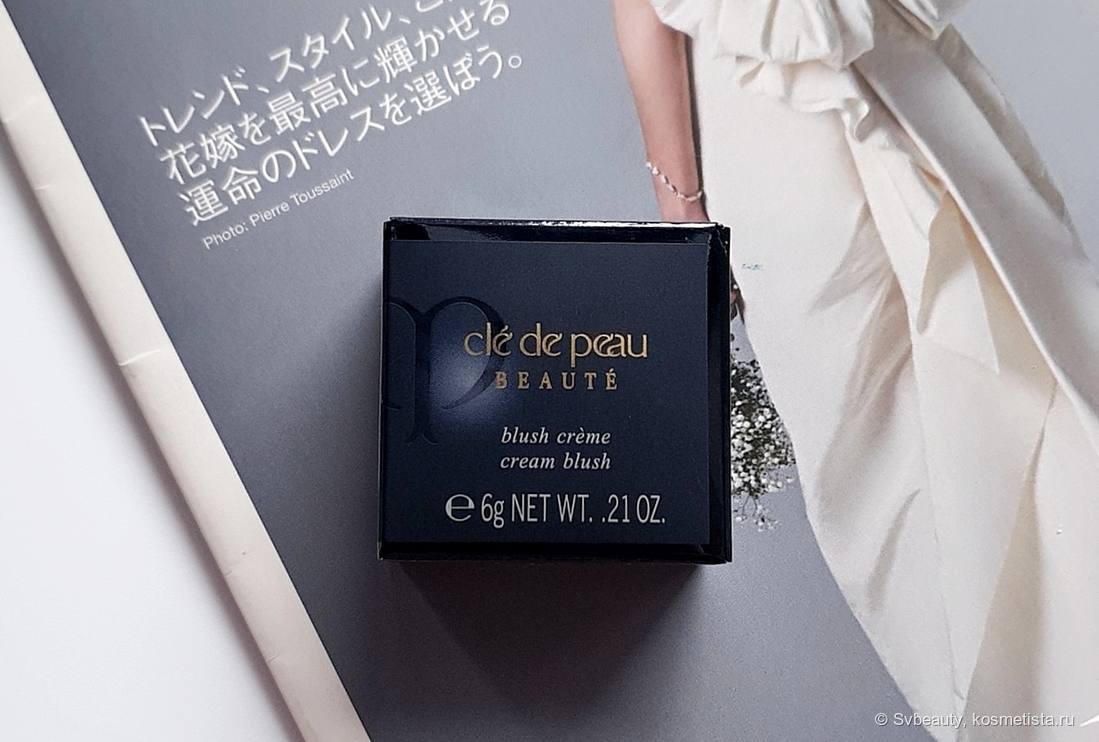 トレンド、スタイル、こ
花嫁を最高に輝かせる
運命のドレスを選ぼう。
Photo: Pierre Toussaint
clé de peau
BEAUTÉ
blush crème
cream blush
℮ 6g NET WT. .21 OZ.
© Svbeauty, kosmetista.ru